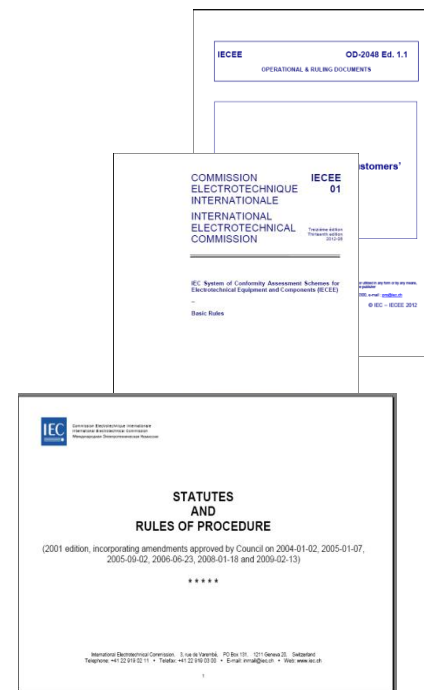 IECEE OD-2048 Ed. 1.1
OPERATIONAL & RULING DOCUMENTS
stomers'
© IEC – IECEE 2012
COMMISSION IECEE
ELECTROTECHNIQUE 01
INTERNATIONALE
INTERNATIONAL
ELECTROTECHNICAL
COMMISSION
Treizième édition
Thirteenth edition
IEC System of Conformity Assessment Schemes for
Electrotechnical Equipment and Components (IECEE)
–
Basic Rules
IEC
Commission Electrotechnique Internationale
International Electrotechnical Commission
Международная Электротехническая Комиссия
STATUTES
AND
RULES OF PROCEDURE
(2001 edition, incorporating amendments approved by Council on 2004-01-02, 2005-01-07,
2005-09-02, 2006-06-23, 2008-01-18 and 2009-02-13)
* * * * *
International Electrotechnical Commission. 3, rue de Varembé, PO Box 131, 1211 Geneva 20, Switzerland
Telephone: +41 22 919 02 11 • Telefax: +41 22 919 03 00 • E-mail: inmail@iec.ch • Web: www.iec.ch
1